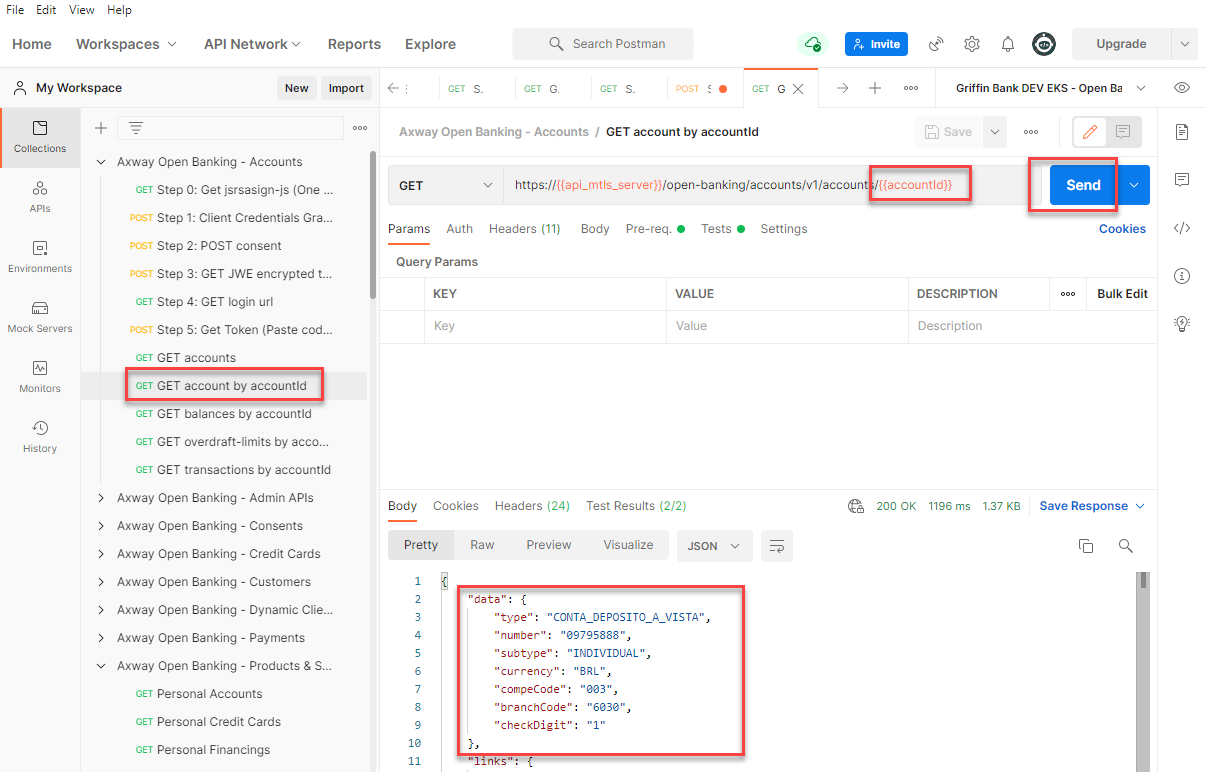 File Edit View Help
Home Workspaces API Network Reports Explore Search Postman Invite Upgrade
My Workspace New Import
GET S. GET G. GET S. POST S GET G Griffin Bank DEV EKS - Open Ba
Collections
APIs
Environments
Mock Servers
Monitors
History
Axway Open Banking - Accounts
GET Step 0: Get jsrsasign-js (One ...
POST Step 1: Client Credentials Gra...
POST Step 2: POST consent
POST Step 3: GET JWE encrypted t...
GET Step 4: GET login url
POST Step 5: Get Token (Paste cod...
GET GET accounts
GET GET account by accountId
GET GET balances by accountId
GET GET overdraft-limits by acco...
GET GET transactions by accountId
Axway Open Banking - Admin APIs
Axway Open Banking - Consents
Axway Open Banking - Credit Cards
Axway Open Banking - Customers
Axway Open Banking - Dynamic Clie...
Axway Open Banking - Payments
Axway Open Banking - Products & S...
GET Personal Accounts
GET Personal Credit Cards
GET Personal Financings
Axway Open Banking - Accounts / GET account by accountId Save
GET https://{{api_mtls_server}}/open-banking/accounts/v1/accounts/{{accountId}} Send
Params Auth Headers (11) Body Pre-req. Tests Settings Cookies
Query Params
KEY VALUE DESCRIPTION Bulk Edit
Key Value Description
Body Cookies Headers (24) Test Results (2/2) 200 OK 1196 ms 1.37 KB Save Response
Pretty Raw Preview Visualize JSON
1 {
2 "data": {
3 "type": "CONTA_DEPOSITO_A_VISTA",
4 "number": "09795888",
5 "subtype": "INDIVIDUAL",
6 "currency": "BRL",
7 "compeCode": "003",
8 "branchCode": "6030",
9 "checkDigit": "1"
10 },
11 "links": {